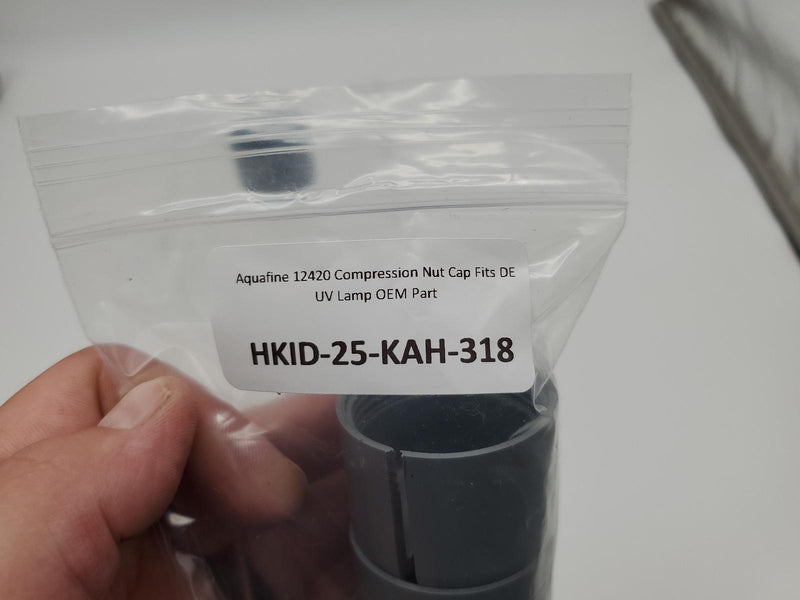 Aquafine 12420 Compression Nut Cap Fits DE
UV Lamp OEM Part
HKID-25-KAH-318